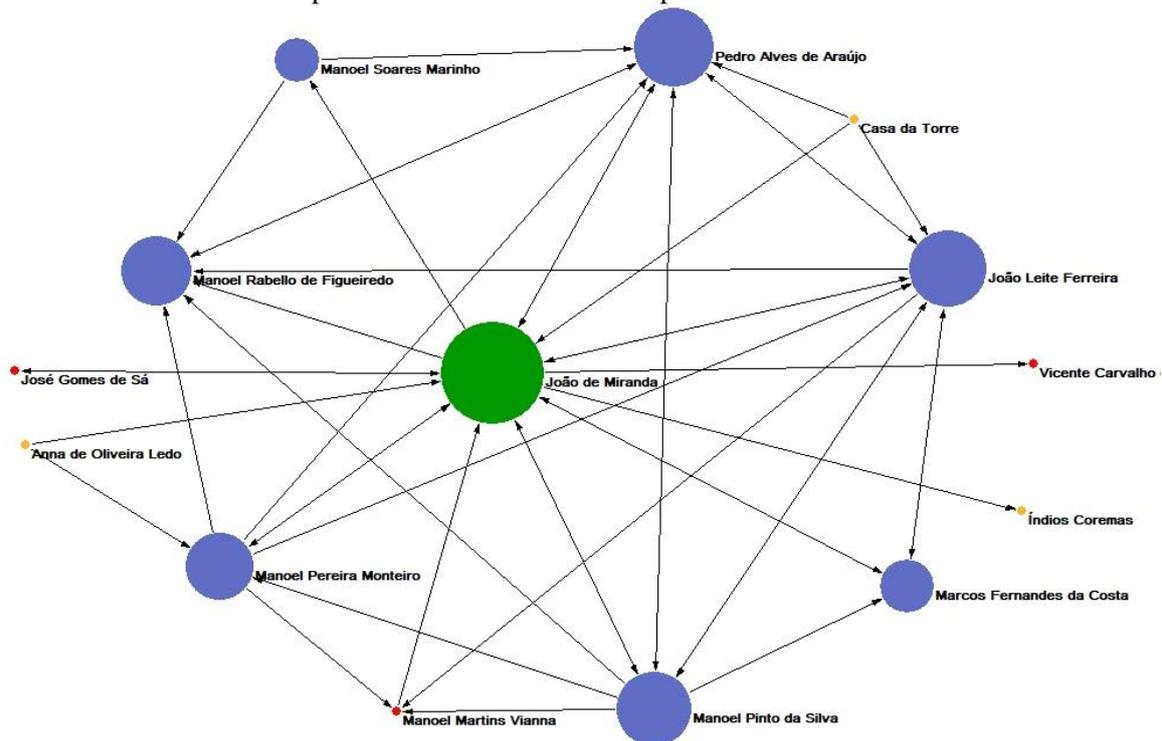 Pedro Alves de Araújo
Manoel Soares Marinho
Casa da Torre
Manoel Rabello de Figueiredo
João Leite Ferreira
José Gomes de Sá
João de Miranda
Vicente Carvalho
Anna de Oliveira Ledo
Índios Coremas
Manoel Pereira Monteiro
Marcos Fernandes da Costa
Manoel Martins Vianna
Manoel Pinto da Silva